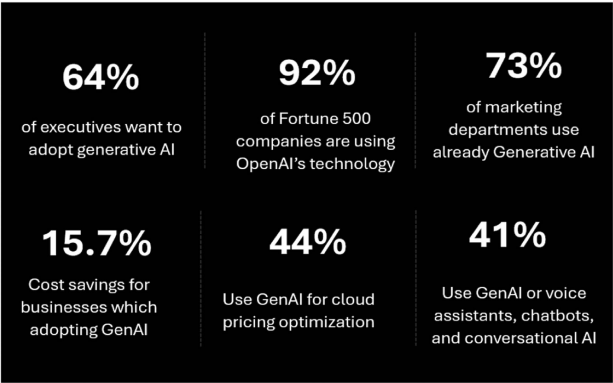 64%
of executives want to
adopt generative AI
92%
of Fortune 500
companies are using
OpenAI's technology
73%
of marketing
departments use
already Generative AI
15.7%
Cost savings for
businesses which
adopting GenAI
44%
Use GenAI for cloud
pricing optimization
41%
Use GenAI or voice
assistants, chatbots,
and conversational AI